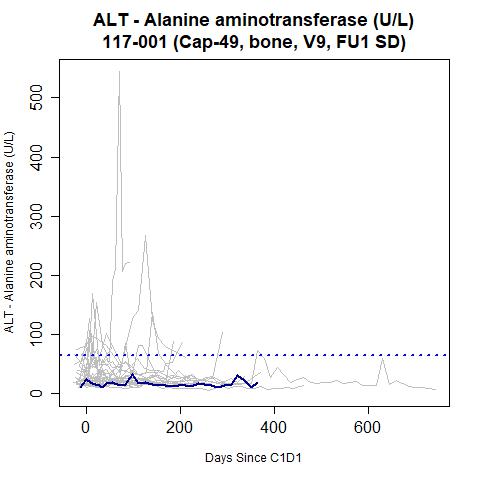 ALT - Alanine aminotransferase (U/L)
117-001 (Cap-49, bone, V9, FU1 SD)
ALT - Alanine aminotransferase (U/L)
500
400
300
200
100
0
0 200 400 600
Days Since C1D1